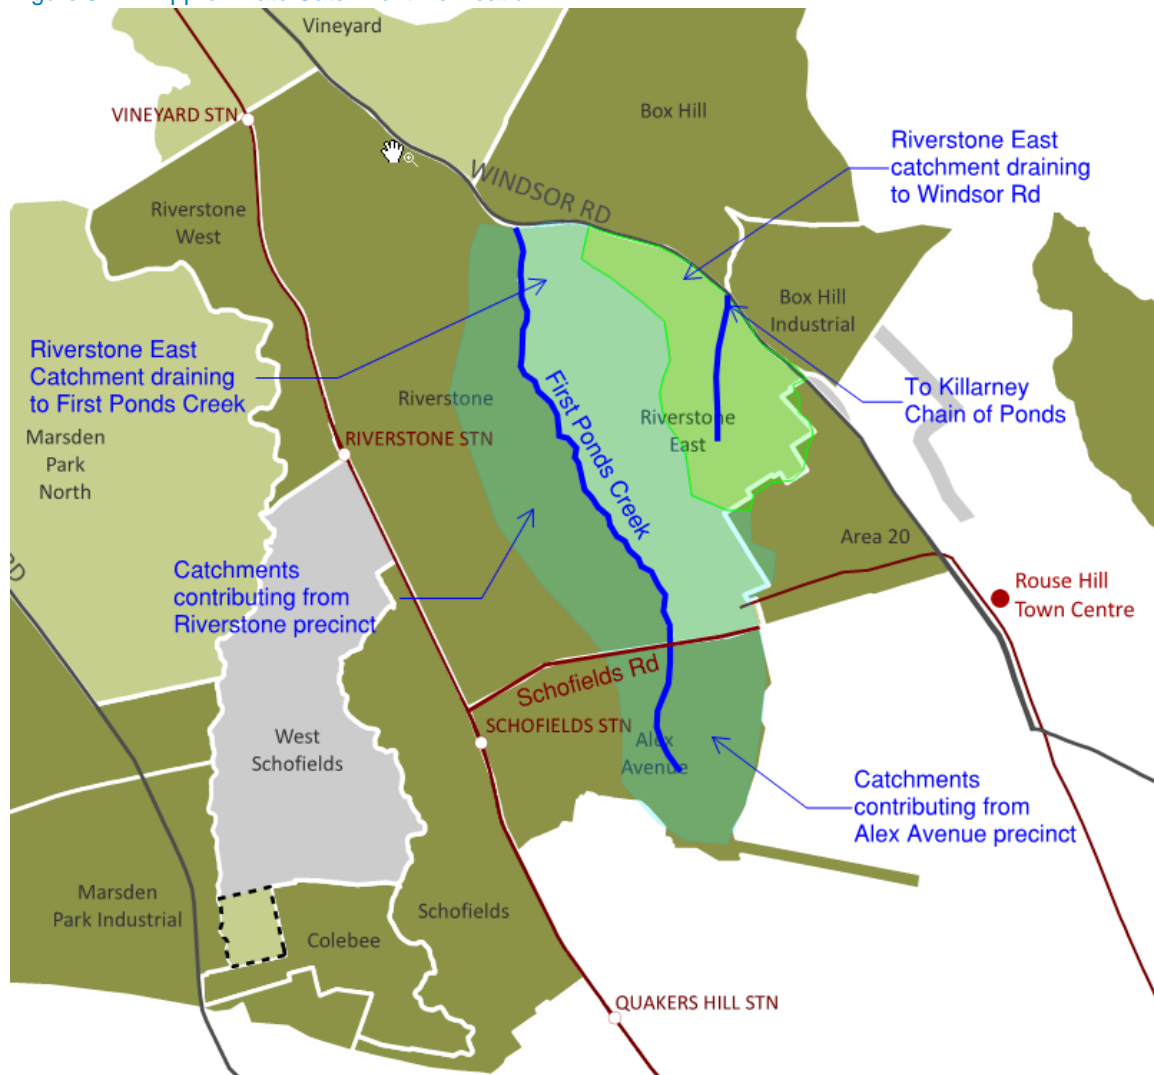 Vineyard
VINEYARD STN
Box Hill
Riverstone East
catchment draining
to Windsor Rd
WINDSOR RD
Riverstone
West
Box Hill
Industrial
Riverstone East
Catchment draining
to First Ponds Creek
To Killarney
Chain of Ponds
Riverstone
First Ponds Creek
Riverstone
East
Marsden
Park
North
RIVERSTONE STN
Area 20
Catchments
contributing from
Riverstone precinct
Rouse Hill
Town Centre
Schofields Rd
SCHOFIELDS STN
West
Schofields
Alex
Avenue
Catchments
contributing from
Alex Avenue precinct
Marsden
Park Industrial
Schofields
Colebee
QUAKERS HILL STN